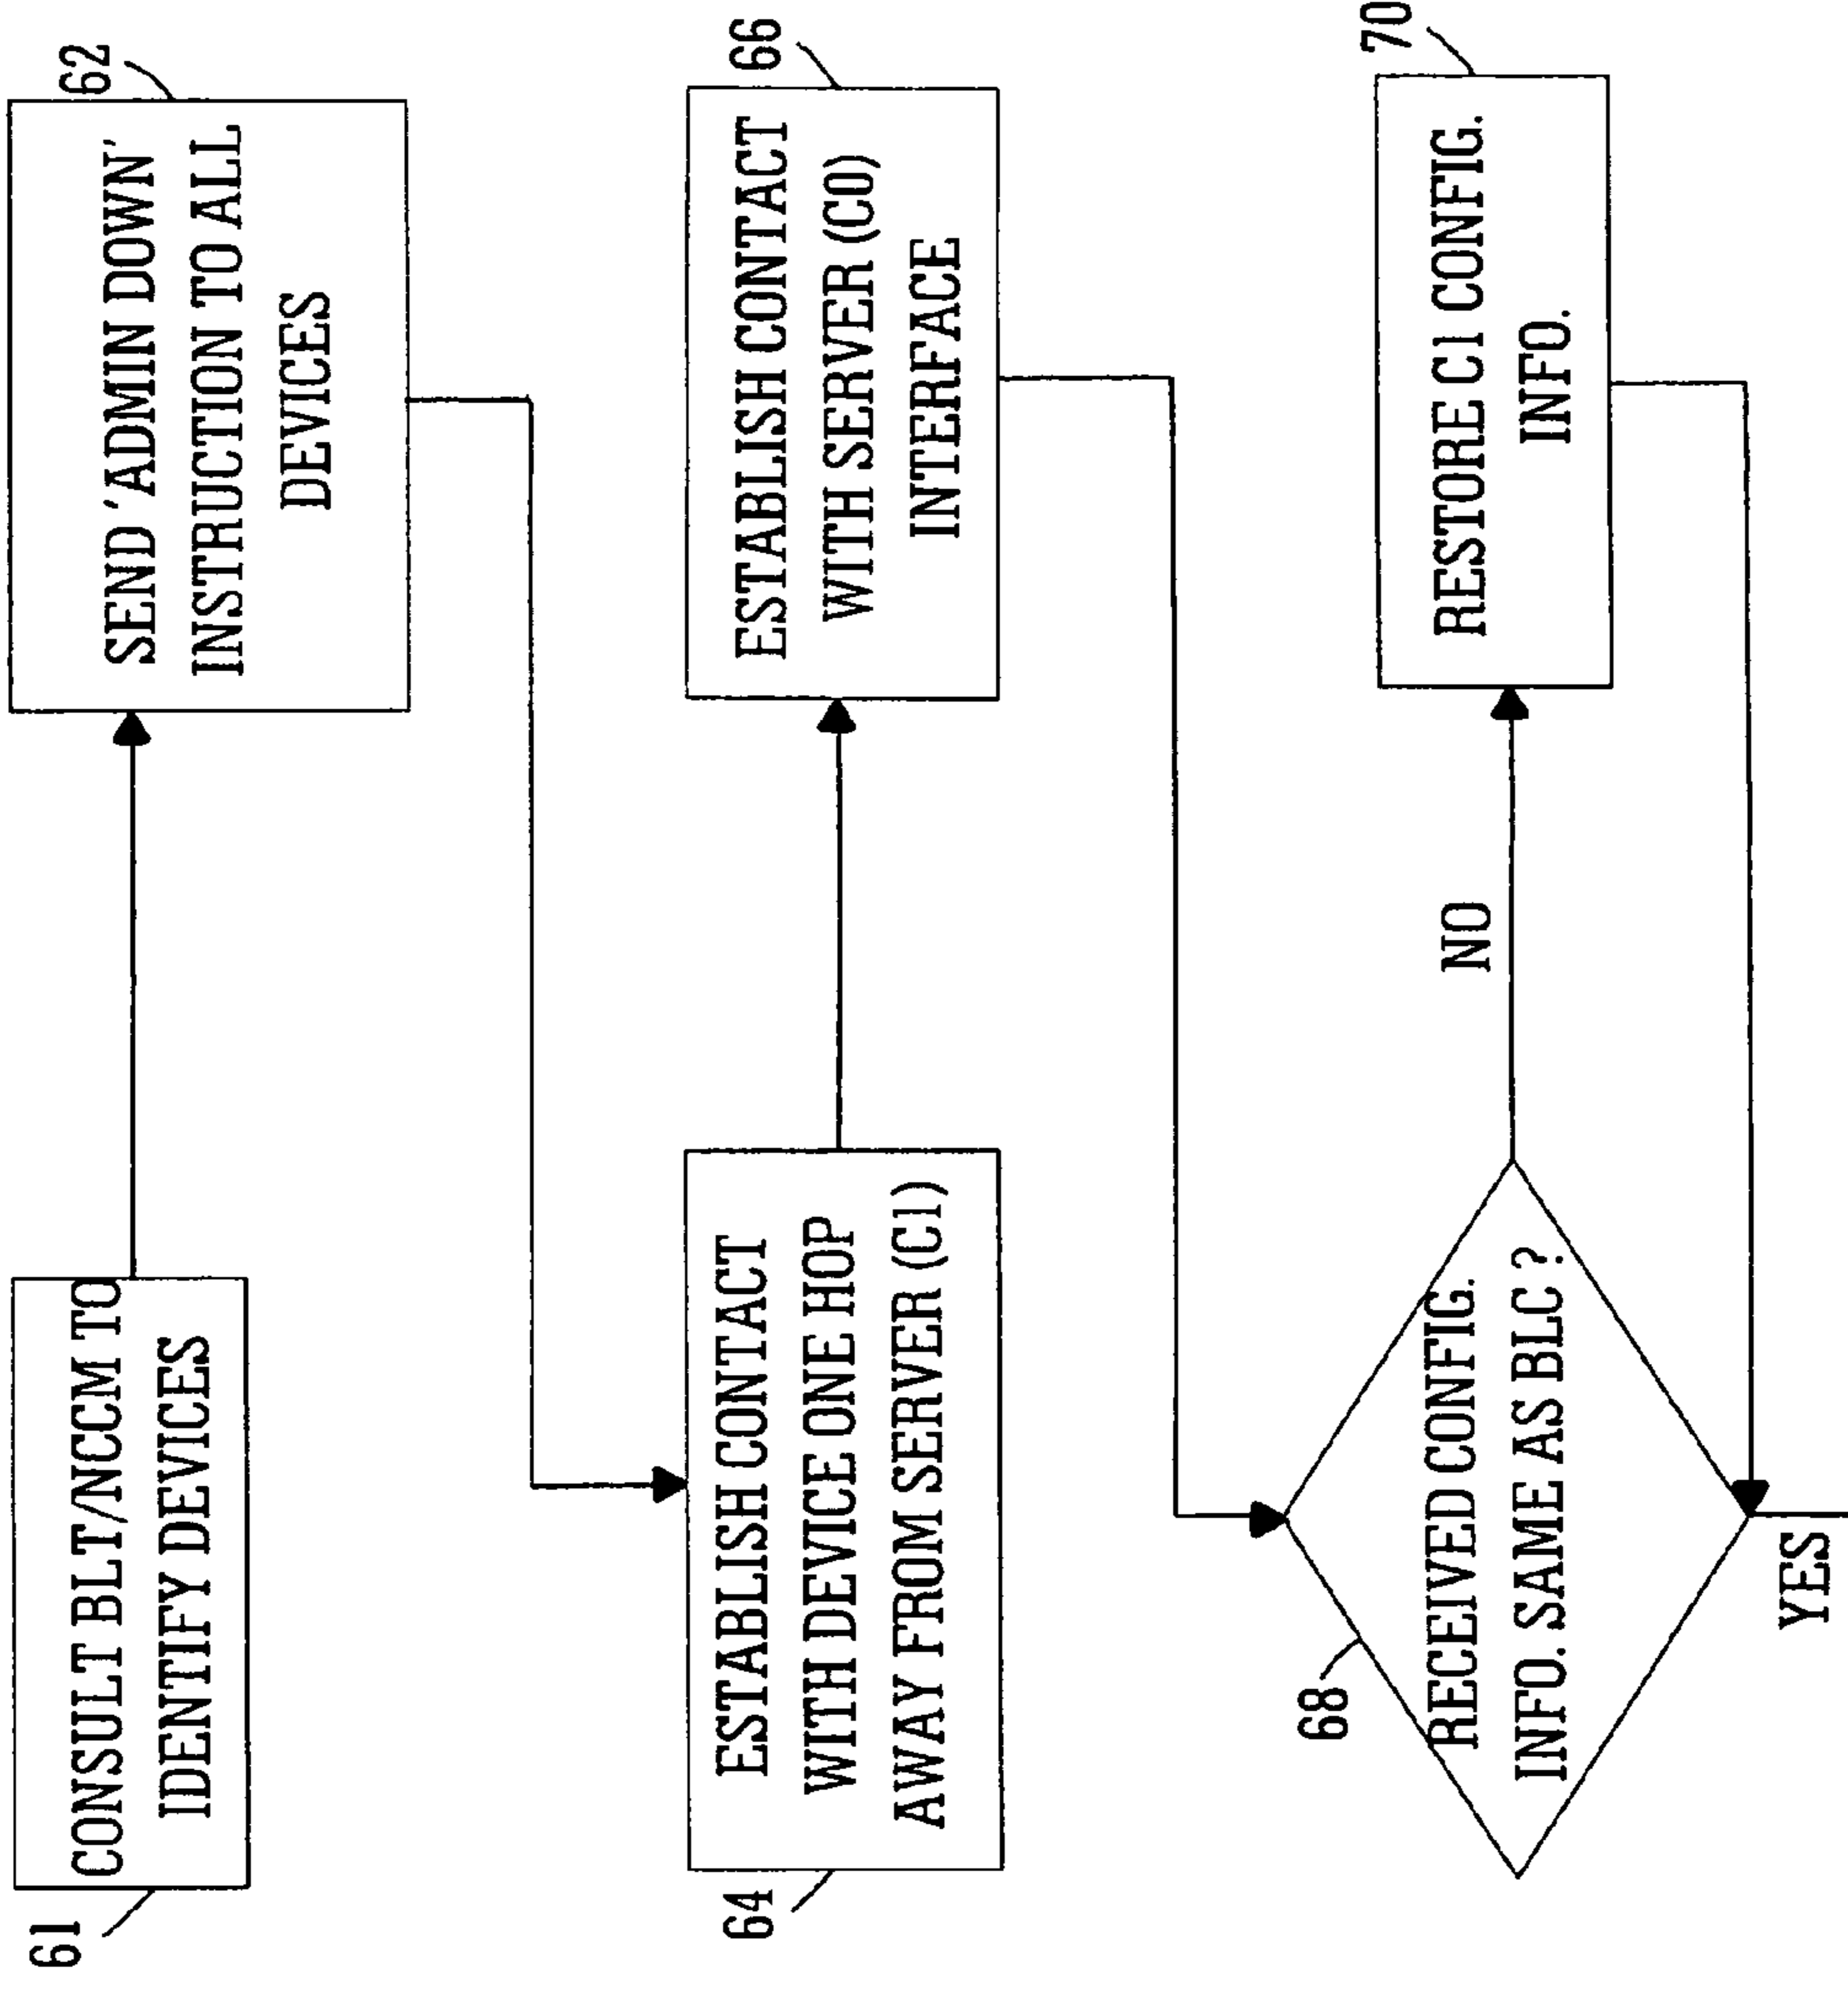 61
CONSULT BLT/NCCM TO
IDENTIFY DEVICES
62
SEND 'ADMIN DOWN'
INSTRUCTION TO ALL
DEVICES
64
ESTABLISH CONTACT
WITH DEVICE ONE HOP
AWAY FROM SERVER (C1)
66
ESTABLISH CONTACT
WITH SERVER (C0)
INTERFACE
68
RECEIVED CONFIG.
INFO. SAME AS BLC ?
NO
70
RESTORE C1 CONFIG.
INFO.
YES